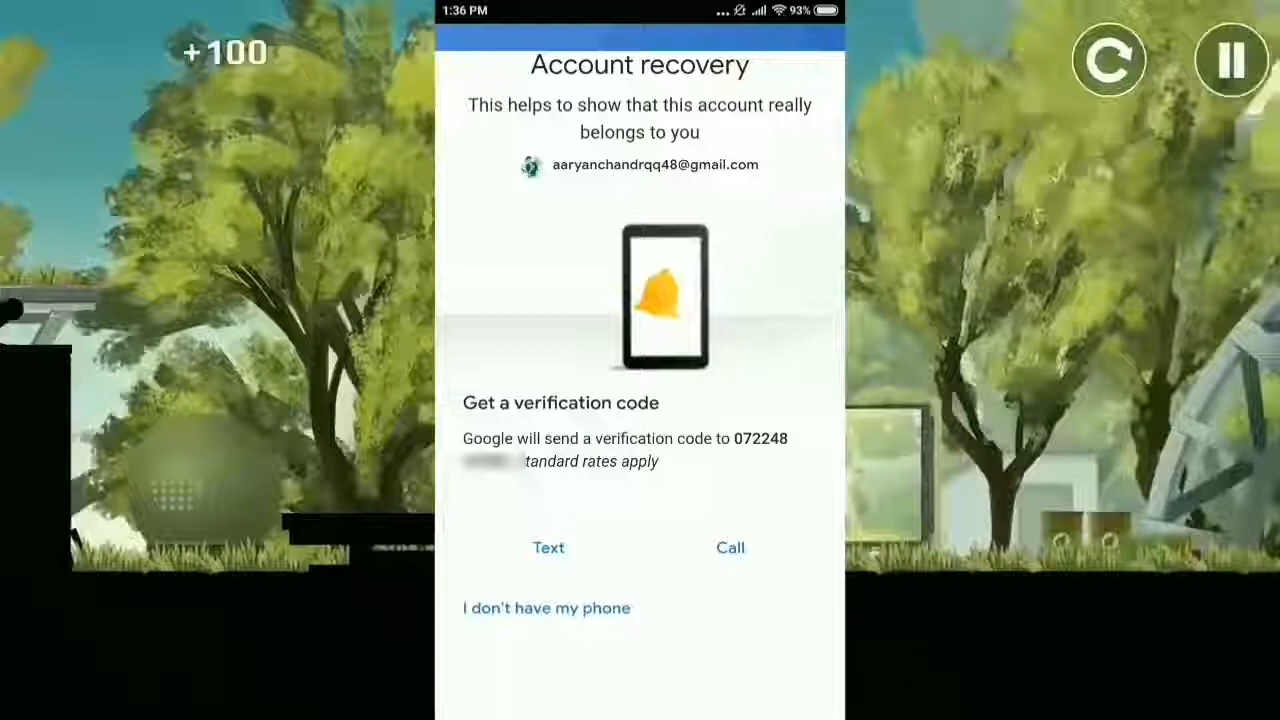 +100
1:36 PM
93%
Account recovery
This helps to show that this account really
belongs to you
aaryanchandrqq48@gmail.com
Get a verification code
Google will send a verification code to 072248
tandard rates apply
Text Call
I don't have my phone